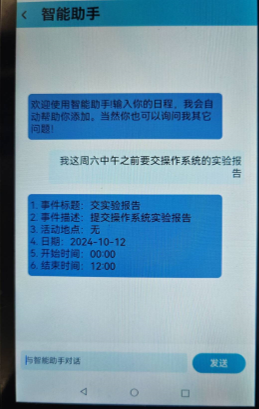 智能助手
欢迎使用智能助手!输入你的日程，我会自
动帮助你添加。当然你也可以询问我其它
问题!
我这周六中午之前要交操作系统的实验报
告
1. 事件标题：交实验报告
2. 事件描述：提交操作系统实验报告
3. 活动地点：无
4. 日期：2024-10-12
5. 开始时间：00:00
6. 结束时间：12:00
与智能助手对话
发送